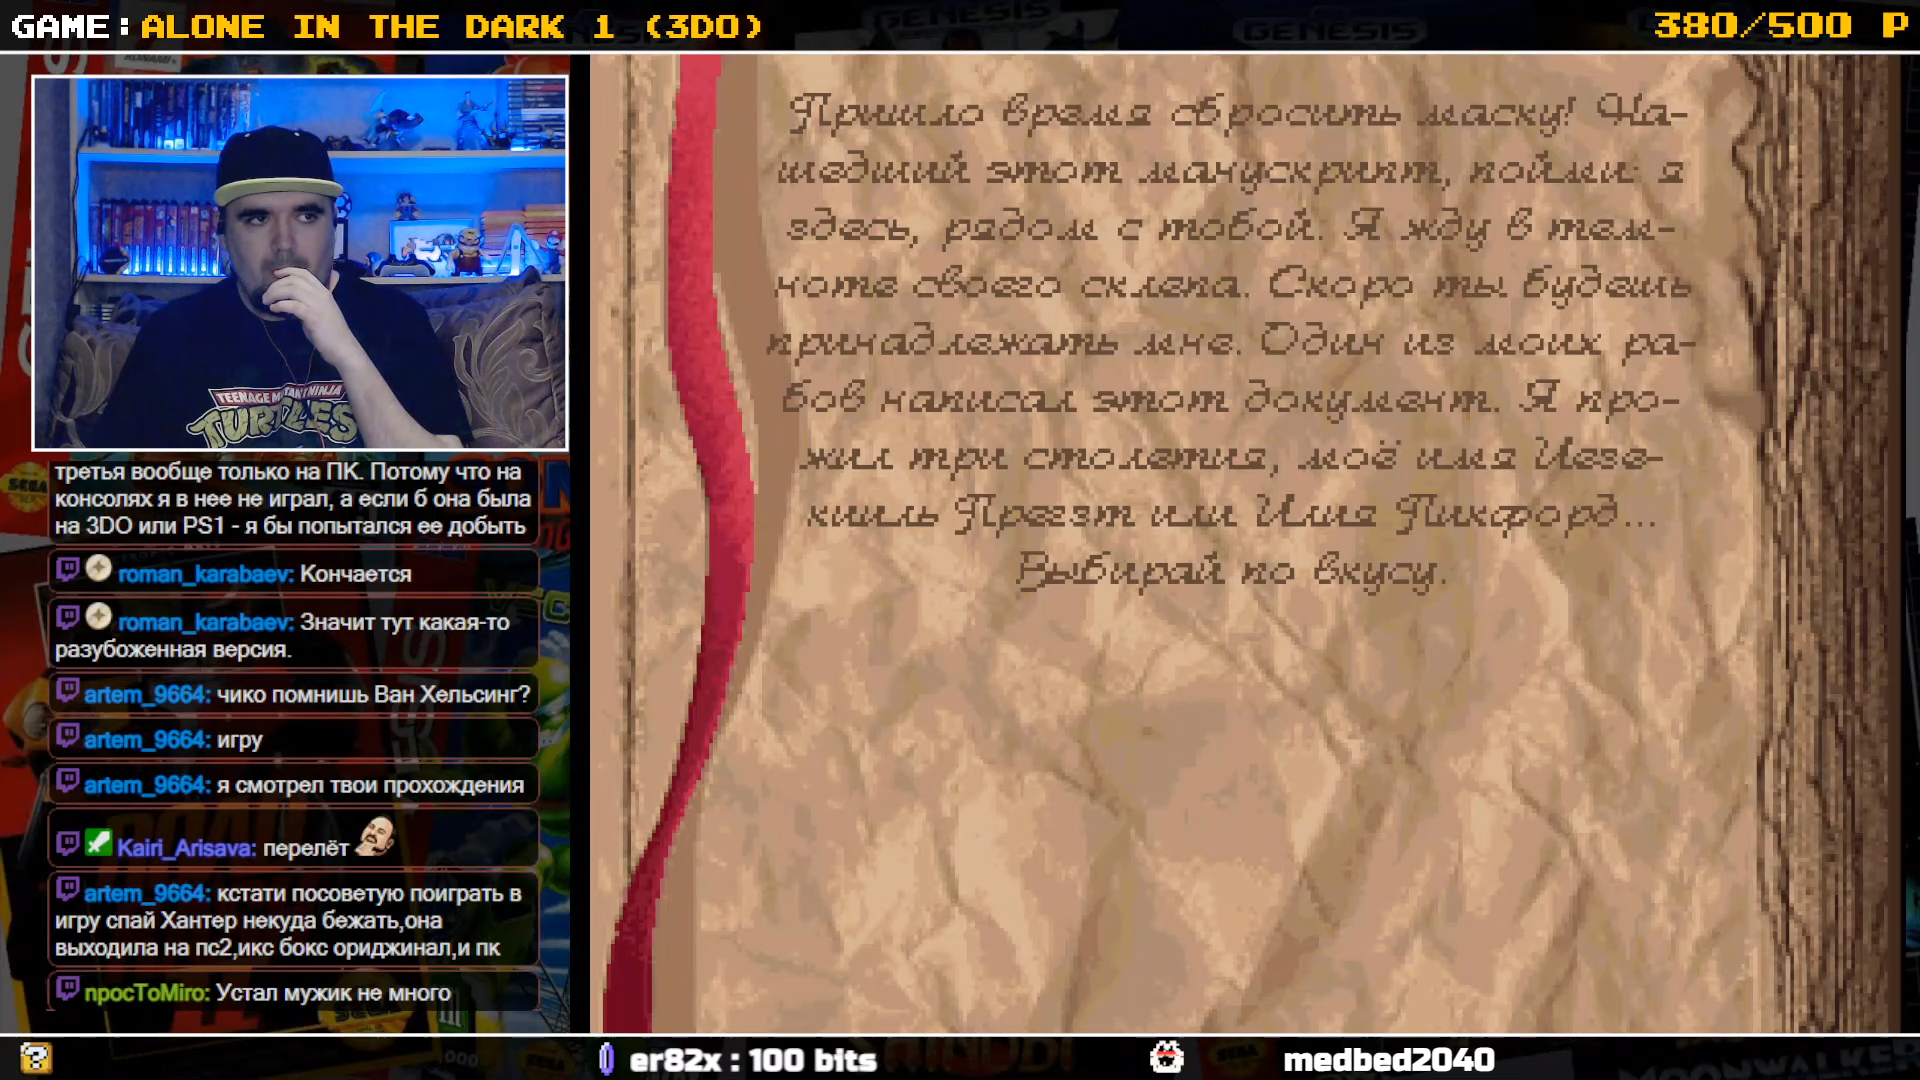 GAME: ALONE IN THE DARK 1 (3DO)
380/500 P
TEENAGE MUTANT NINJA
TURTLES
третья вообще только на ПК. Потому что на
консолях я в нее не играл, а если б она была
на 3DO или PS1 - я бы попытался ее добыть
roman_karabaev: Кончается
roman_karabaev: Значит тут какая-то
разубоженная версия.
artem_9664: чико помнишь Ван Хельсинг?
artem_9664: игру
artem_9664: я смотрел твои прохождения
Kairi_Arisava: перелёт
artem_9664: кстати посоветую поиграть в
игру спай Хантер некуда бежать,она
выходила на пс2,икс бокс ориджинал,и пк
npocToMiro: Устал мужик не много
Пришло время сбросить маску! На-
шедший этот манускрипт, пойми: я
здесь, рядом с тобой. Я жду в тем-
ноте своего склепа. Скоро ты будешь
принадлежать мне. Один из моих ра-
бов написал этот документ. Я про-
жил три столетия, моё имя Иезе-
кииль Преезт или Илия Пикфорд...
Выбирай по вкусу.
er82x : 100 bits
medbed2040